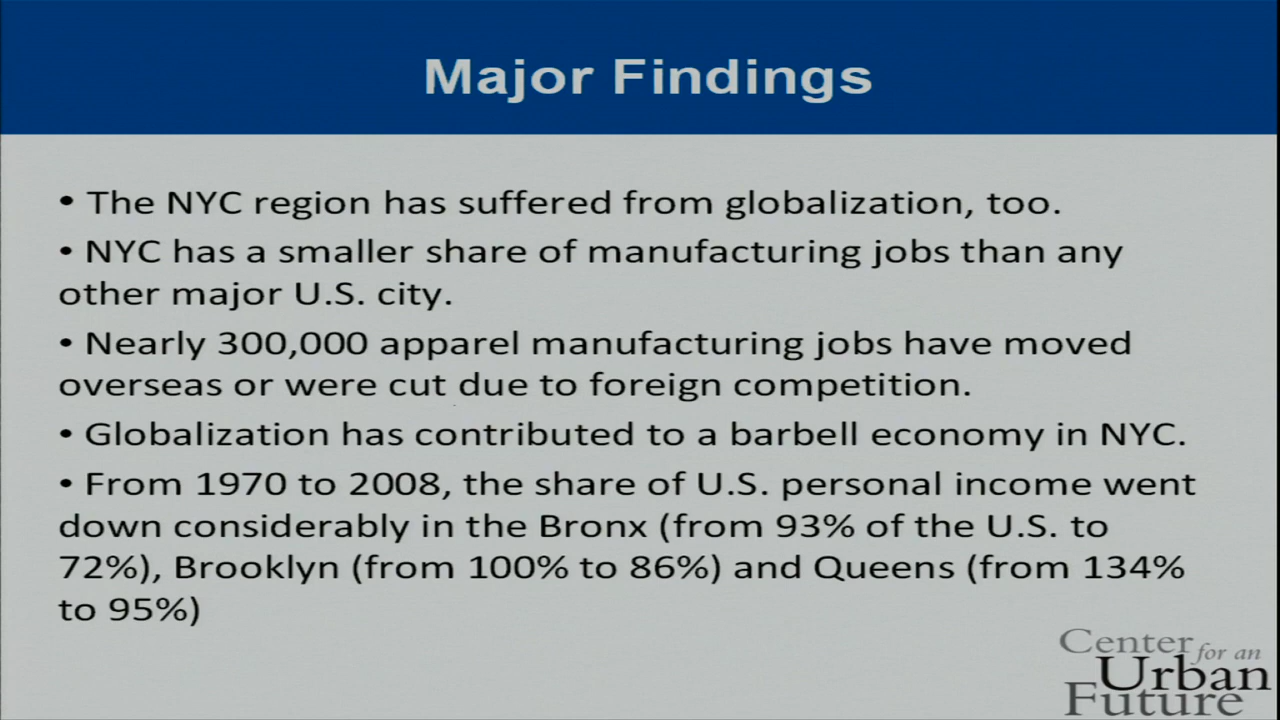 Major Findings
• The NYC region has suffered from globalization, too.
• NYC has a smaller share of manufacturing jobs than any
other major U.S. city.
• Nearly 300,000 apparel manufacturing jobs have moved
overseas or were cut due to foreign competition.
• Globalization has contributed to a barbell economy in NYC.
• From 1970 to 2008, the share of U.S. personal income went
down considerably in the Bronx (from 93% of the U.S. to
72%), Brooklyn (from 100% to 86%) and Queens (from 134%
to 95%)
Center for an
Urban
Future